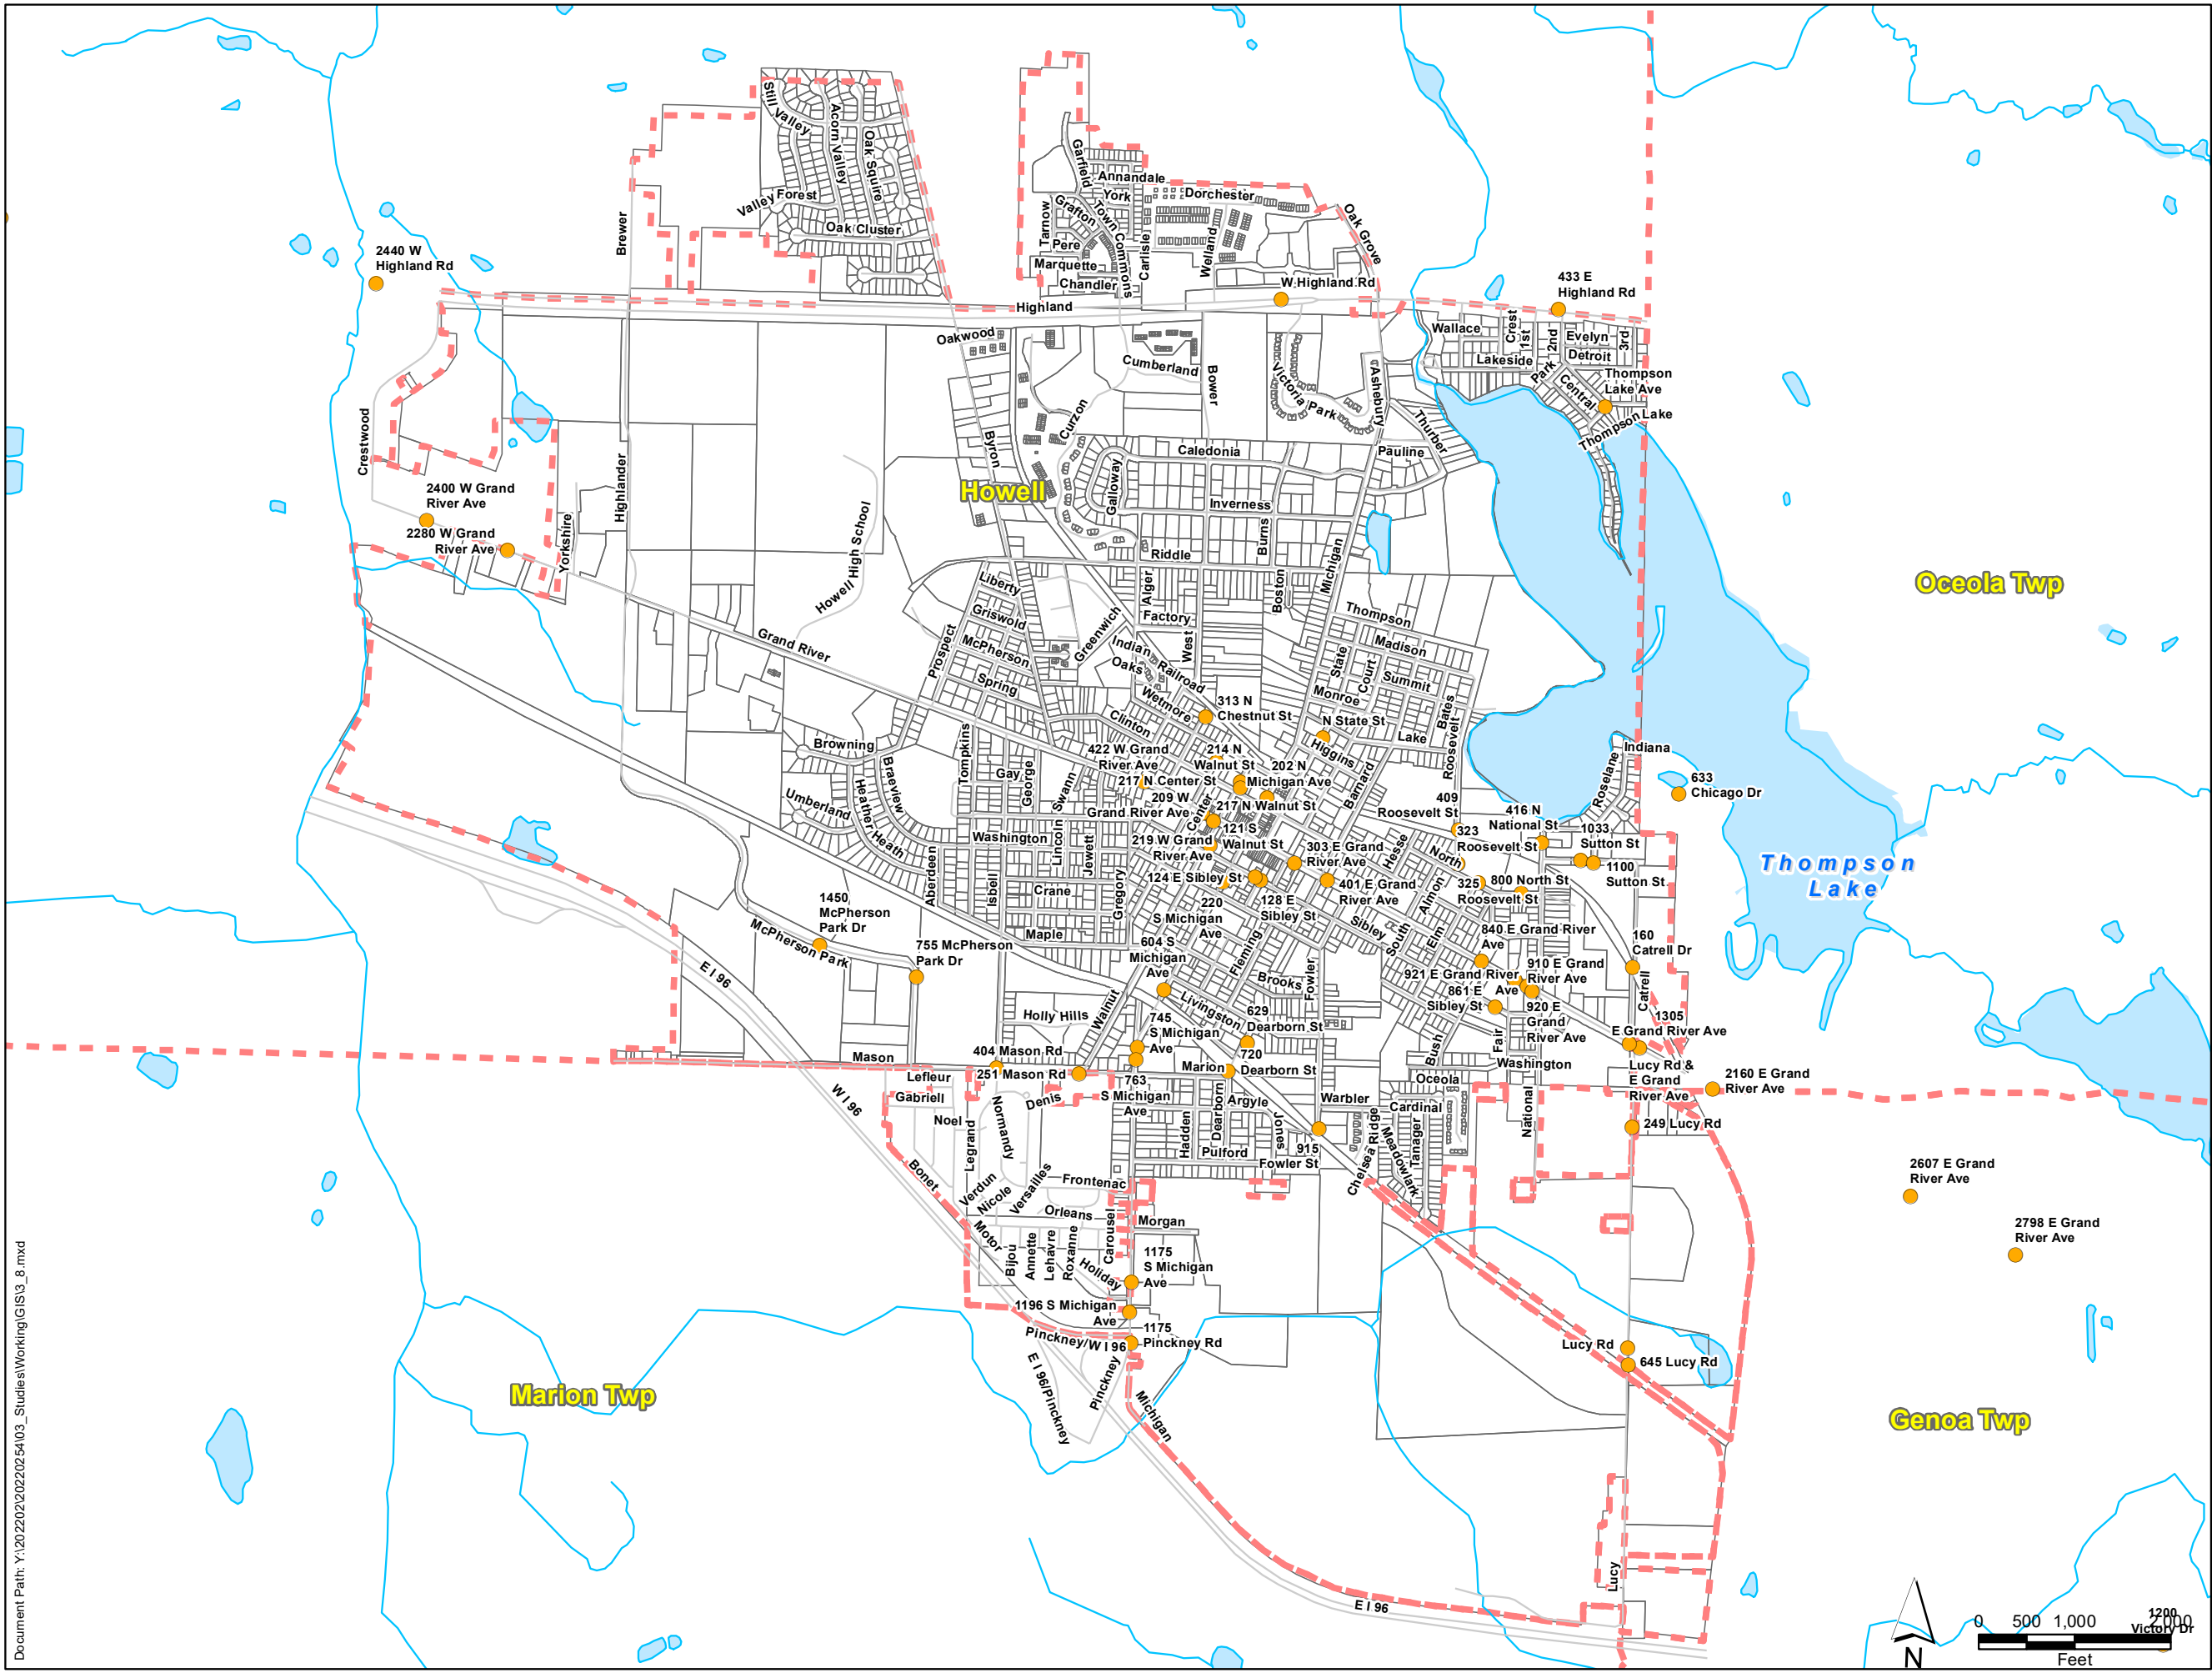 Still Valley
Acorn Valley
Oak Squire
Valley Forest
Oak Cluster
Brewer
Garfield
Annandale
York
Dorchester
Grafton
Town Commons
Tarnow
Pere
Marquette
Chandler
Carlisle
Welland
Oak Grove
2440 W
Highland Rd
W Highland Rd
433 E
Highland Rd
Highland
Oakwood
Cumberland
Bower
Victoria Park
Ashebury
Thurber
Wallace
Crest
1st
2nd
Evelyn
3rd
Detroit
Lakeside
Park
Central
Thompson
Lake Ave
Thompson Lake
Crestwood
Highlander
Byron
Curzon
Caledonia
Pauline
Galloway
Howell
2400 W Grand
River Ave
2280 W Grand
River Ave
Yorkshire
Howell High School
Inverness
Burns
Riddle
Michigan
Oceola Twp
Liberty
Griswold
McPherson
Spring
Prospect
Greenwich
Alger
Factory
Boston
West
Indian
Oaks
Railroad
Wetmore
Clinton
Thompson
Madison
State
Court
Summit
Monroe
Bates
Roosevelt
Lake
Grand River
313 N
Chestnut St
N State St
Higgins
Barnard
Browning
Braeview
Heather Heath
Umberland
Tompkins
Gay
George
Swann
422 W Grand
River Ave
214 N
Walnut St
202 N
Michigan Ave
217 N Center St
209 W
Grand River Ave
Center
217 N Walnut St
121 S
Walnut St
219 W Grand
River Ave
303 E Grand
River Ave
124 E Sibley St
401 E Grand
River Ave
Indiana
Roselane
633
Chicago Dr
409
Roosevelt St
416 N
National St
323
Roosevelt St
1033
Sutton St
1100
Sutton St
Hesse
North
325
Roosevelt St
800 North St
Thompson
Lake
Washington
Lincoln
Jewett
Aberdeen
Isbell
Crane
Gregory
Maple
220
S Michigan
Ave
128 E
Sibley St
Sibley
South
Elm
Almon
840 E Grand River
Ave
160
Catrell Dr
Catrell
1450
McPherson
Park Dr
McPherson Park
755 McPherson
Park Dr
E I 96
604 S
Michigan
Ave
Fleming
Brooks
Fowler
921 E Grand River
Ave
910 E Grand
River Ave
861 E
Sibley St
920 E
Grand
River Ave
Livingston
Walnut
Holly Hills
629
Dearborn St
745
S Michigan
Ave
1305
E Grand River Ave
Fair
Bush
Washington
Lucy Rd &
E Grand
River Ave
2160 E Grand
River Ave
Mason
404 Mason Rd
251 Mason Rd
Marion
720
Dearborn St
Oceola
Lefleur
Gabriell
Denis
763
S Michigan
Ave
W I 96
Noel
Legrand
Normandy
Hadden
Dearborn
Argyle
Jones
Warbler
Cardinal
National
249 Lucy Rd
Pulford
915
Fowler St
Chelsea Ridge
Meadowlark
Tanager
Bonet
Verdun
Nicole
Versailles
Frontenac
Orleans
Morgan
2607 E Grand
River Ave
2798 E Grand
River Ave
Motor
Bijou
Annette
Lehavre
Roxanne
Carousel
Holiday
1175
S Michigan
Ave
1196 S Michigan
Ave
1175
Pinckney Rd
Pinckney/W I 96
E I 96/Pinckney
Pinckney
Michigan
Lucy Rd
645 Lucy Rd
Marion Twp
Genoa Twp
Lucy
E I 96
N
0 500 1,000 2,000
Feet
1200
Victory Dr
Document Path: Y:\202202\20220254\03_Studies\Working\GIS\3_8.mxd